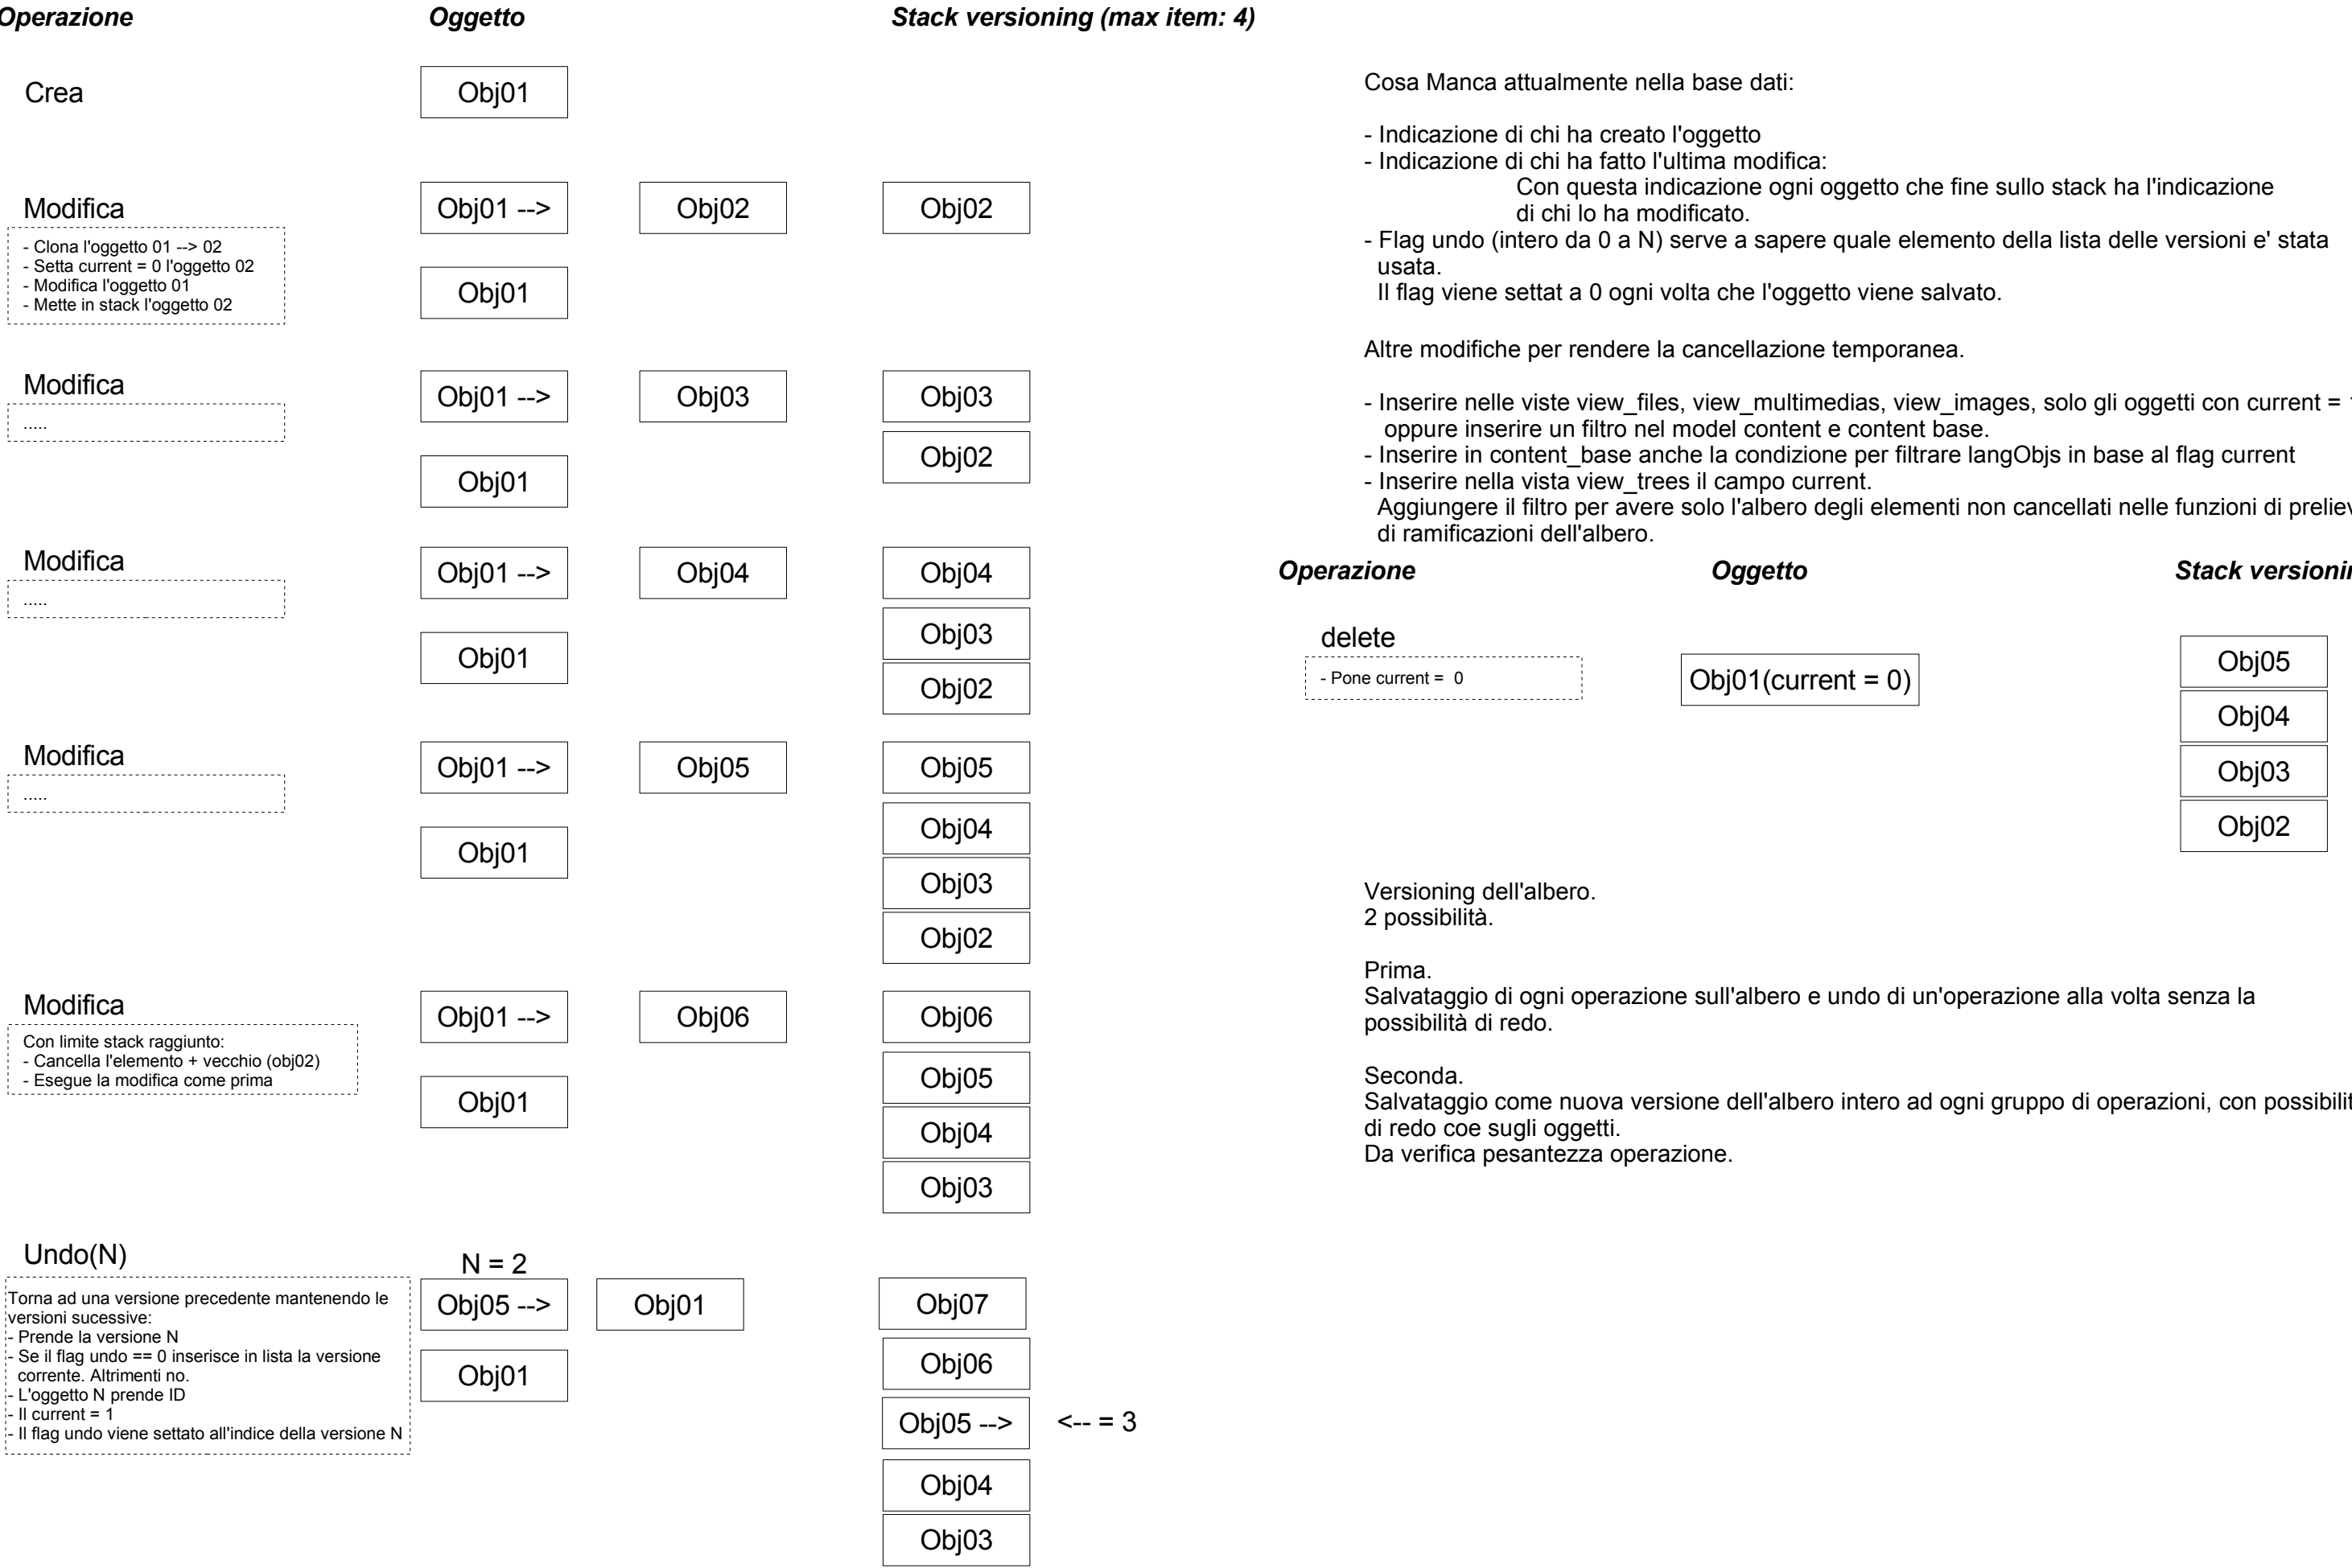 Operazione
Oggetto
Stack versioning (max item: 4)
Crea
Obj01
Modifica
- Clona l'oggetto 01 --> 02
- Setta current = 0 l'oggetto 02
- Modifica l'oggetto 01
- Mette in stack l'oggetto 02
Obj01 -->
Obj02
Obj02
Obj01
Modifica
.....
Obj01 -->
Obj03
Obj03
Obj02
Obj01
Modifica
.....
Obj01 -->
Obj04
Obj04
Obj03
Obj01
Obj02
Modifica
.....
Obj01 -->
Obj05
Obj05
Obj04
Obj01
Obj03
Obj02
Modifica
Con limite stack raggiunto:
- Cancella l'elemento + vecchio (obj02)
- Esegue la modifica come prima
Obj01 -->
Obj06
Obj06
Obj05
Obj01
Obj04
Obj03
Undo(N)
N = 2
Torna ad una versione precedente mantenendo le
versioni sucessive:
- Prende la versione N
- Se il flag undo == 0 inserisce in lista la versione
corrente. Altrimenti no.
- L'oggetto N prende ID
- Il current = 1
- Il flag undo viene settato all'indice della versione N
Obj05 -->
Obj01
Obj07
Obj01
Obj06
Obj05 -->
<-- = 3
Obj04
Obj03
Cosa Manca attualmente nella base dati:
- Indicazione di chi ha creato l'oggetto
- Indicazione di chi ha fatto l'ultima modifica:
Con questa indicazione ogni oggetto che fine sullo stack ha l'indicazione
di chi lo ha modificato.
- Flag undo (intero da 0 a N) serve a sapere quale elemento della lista delle versioni e' stata
usata.
Il flag viene settat a 0 ogni volta che l'oggetto viene salvato.
Altre modifiche per rendere la cancellazione temporanea.
- Inserire nelle viste view_files, view_multimedias, view_images, solo gli oggetti con current =
oppure inserire un filtro nel model content e content base.
- Inserire in content_base anche la condizione per filtrare langObjs in base al flag current
- Inserire nella vista view_trees il campo current.
Aggiungere il filtro per avere solo l'albero degli elementi non cancellati nelle funzioni di preliev
di ramificazioni dell'albero.
Operazione
Oggetto
Stack versionin
delete
- Pone current = 0
Obj01(current = 0)
Obj05
Obj04
Obj03
Obj02
Versioning dell'albero.
2 possibilità.
Prima.
Salvataggio di ogni operazione sull'albero e undo di un'operazione alla volta senza la
possibilità di redo.
Seconda.
Salvataggio come nuova versione dell'albero intero ad ogni gruppo di operazioni, con possibilit
di redo coe sugli oggetti.
Da verifica pesantezza operazione.